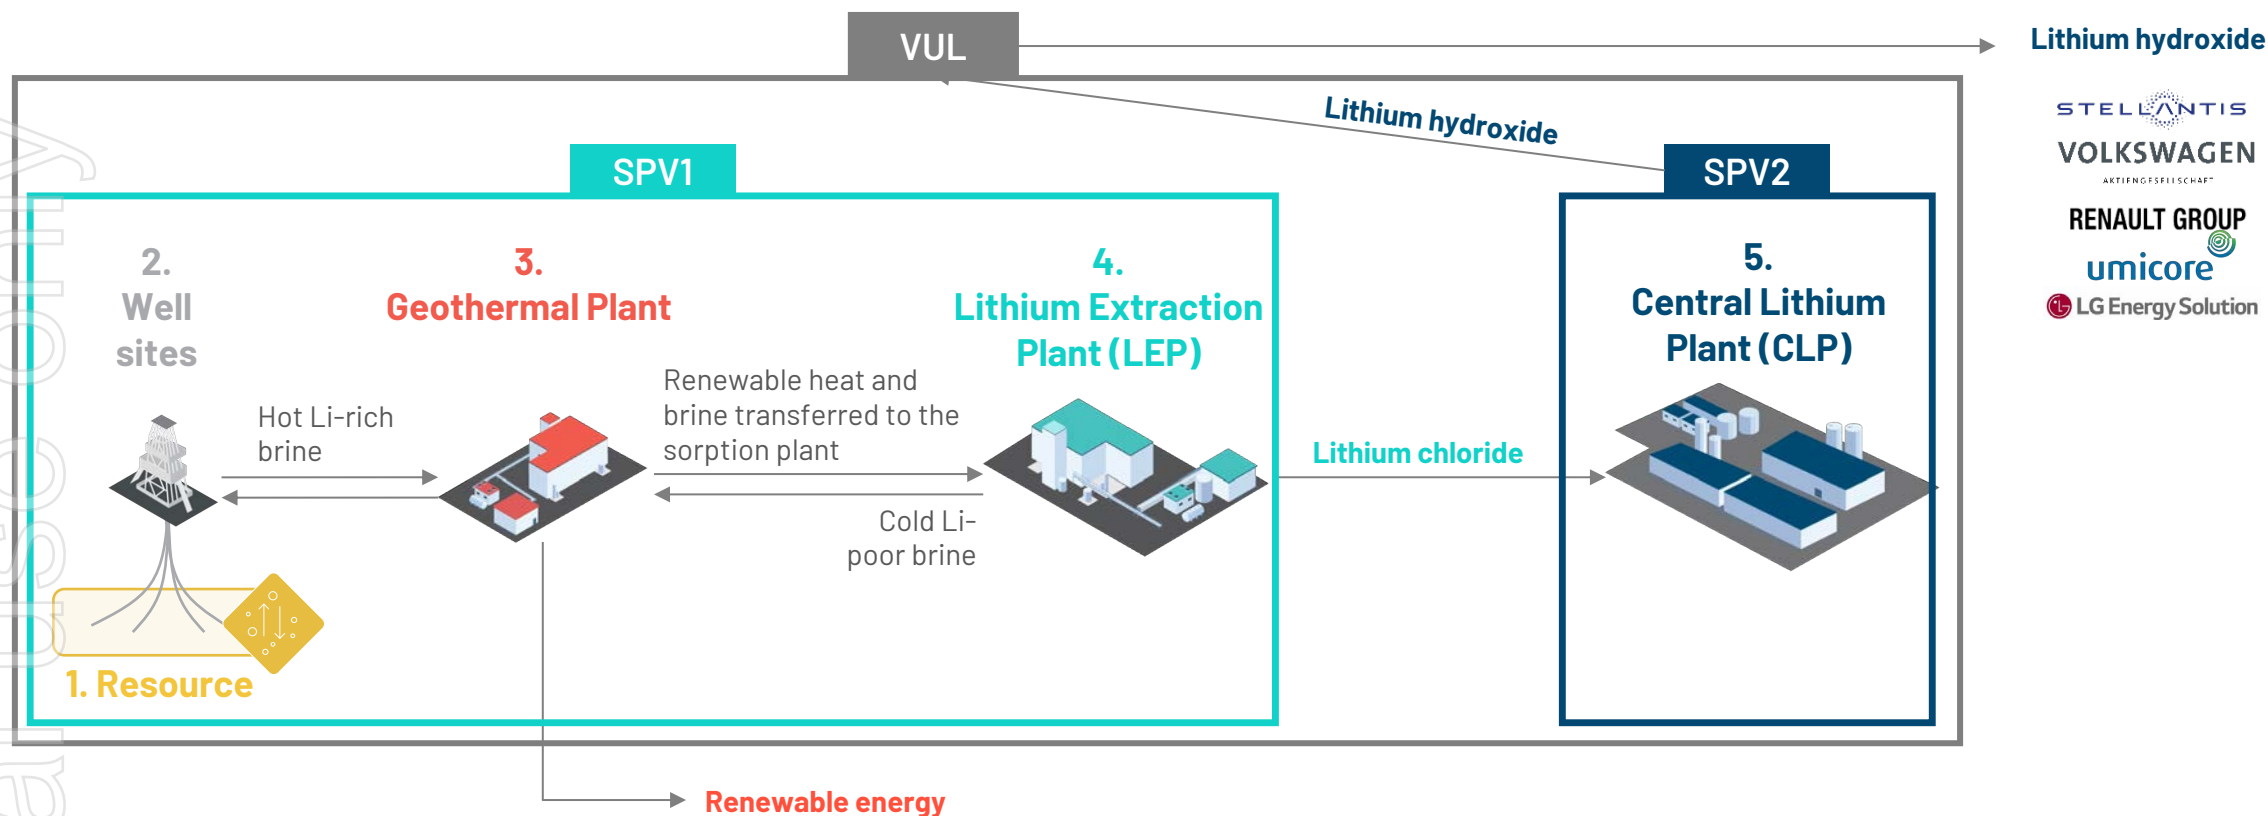 VUL
Lithium hydroxide
Lithium hydroxide
STELLANTIS
VOLKSWAGEN
AKTIENGESELLSCHAFT
RENAULT GROUP
umicore
LG Energy Solution
SPV1
SPV2
2.
Well
sites
3.
Geothermal Plant
4.
Lithium Extraction
Plant (LEP)
5.
Central Lithium
Plant (CLP)
Hot Li-rich
brine
Renewable heat and
brine transferred to the
sorption plant
Cold Li-
poor brine
Lithium chloride
1. Resource
Renewable energy
use only